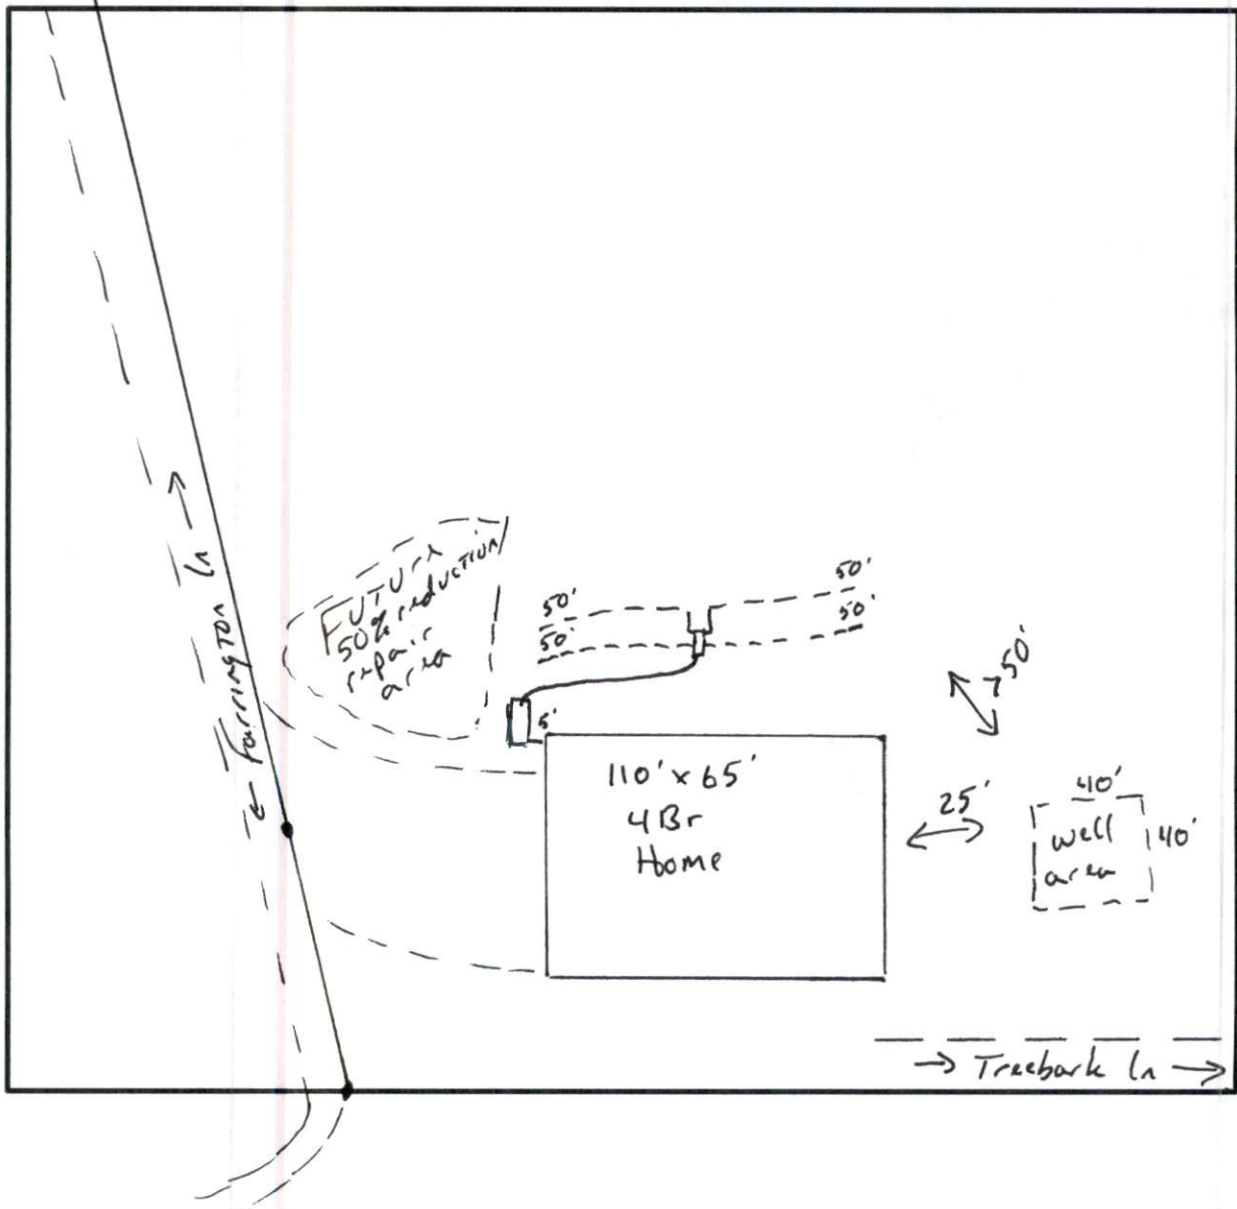 Farrington ln
FUTURE
50% reduction
repair
area
50'
50'
50'
50'
5'
110' x 65'
4Br
Home
750'
25'
40'
well
area
40'
Treebark ln